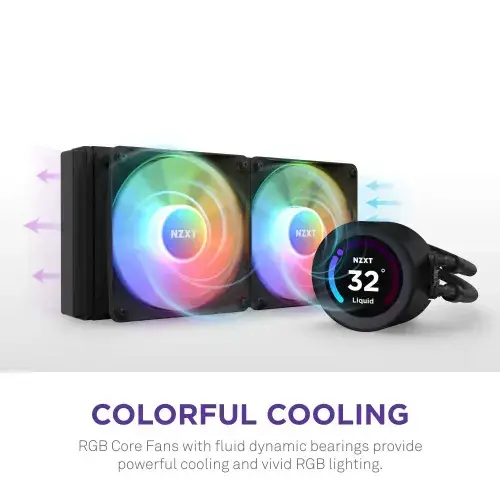 NZXT
NZXT
NZXT
32°
Liquid
COLORFUL COOLING
RGB Core Fans with fluid dynamic bearings provide
powerful cooling and vivid RGB lighting.